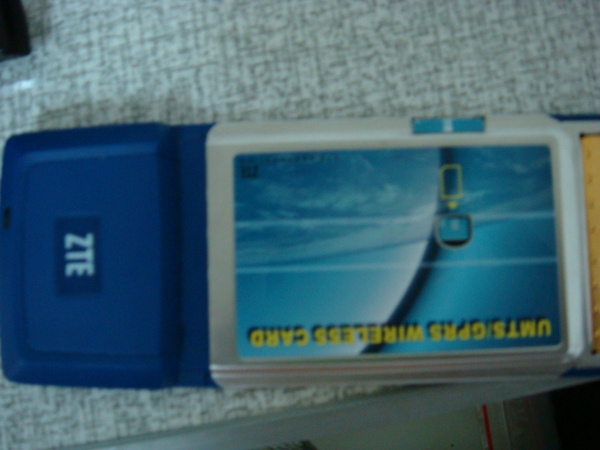 UMTS/GPRS WIRELESS CARD
ZTE